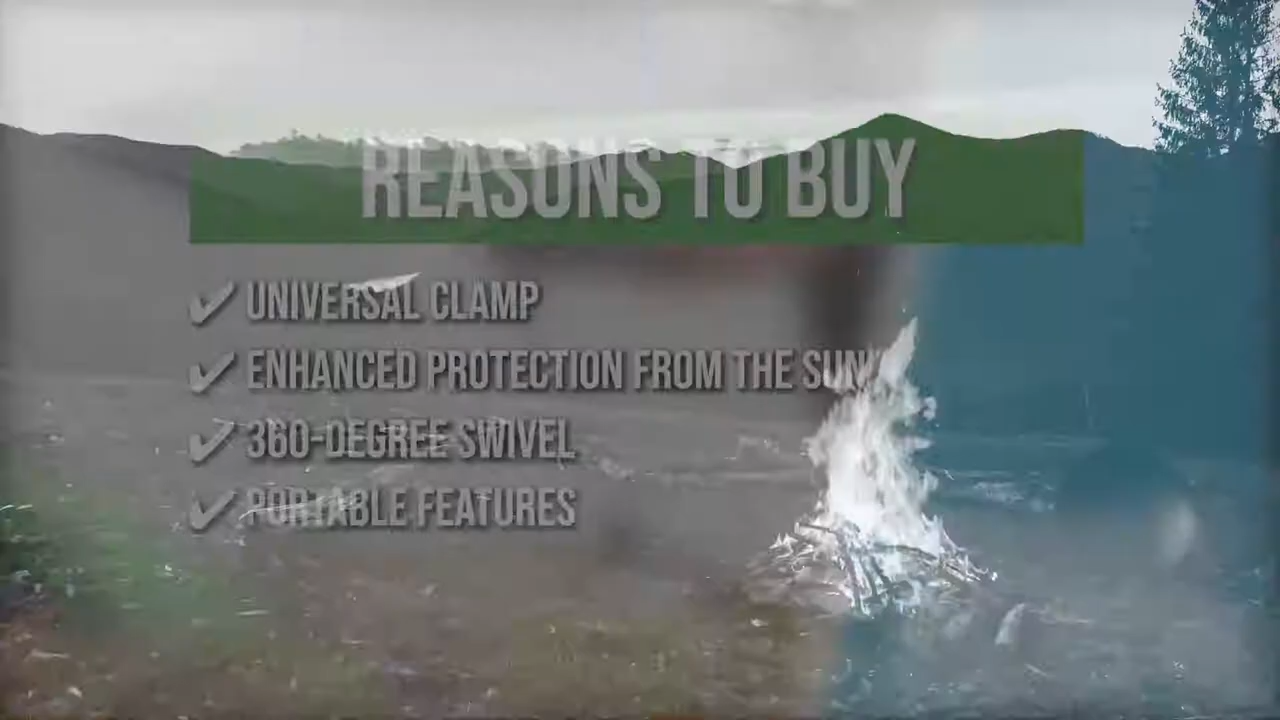 REASONS TO BUY
✔ UNIVERSAL CLAMP
✔ ENHANCED PROTECTION FROM THE SUN
✔ 360-DEGREE SWIVEL
✔ PORTABLE FEATURES